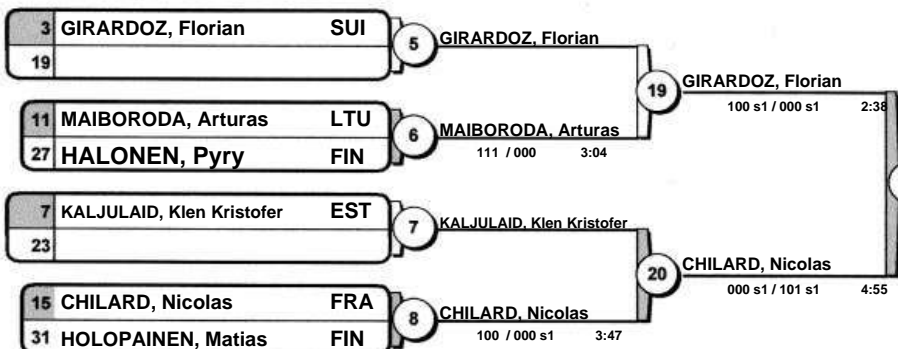 3 GIRARDOZ, Florian SUI
19
5 GIRARDOZ, Florian
11 MAIBORODA, Arturas LTU
27 HALONEN, Pyry FIN
6 MAIBORODA, Arturas
111 / 000 3:04
19 GIRARDOZ, Florian
100 s1 / 000 s1 2:38
7 KALJULAID, Klen Kristofer EST
23
7 KALJULAID, Klen Kristofer
15 CHILARD, Nicolas FRA
31 HOLOPAINEN, Matias FIN
8 CHILARD, Nicolas
100 / 000 s1 3:47
20 CHILARD, Nicolas
000 s1 / 101 s1 4:55